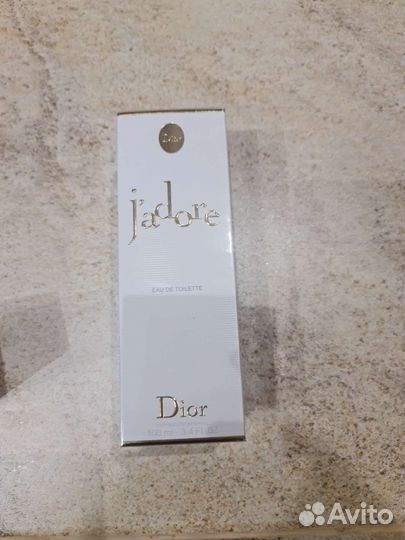 Dior
j'adore
EAU DE TOILETTE
Dior
100 ml - 3.4 FL.OZ
Avito